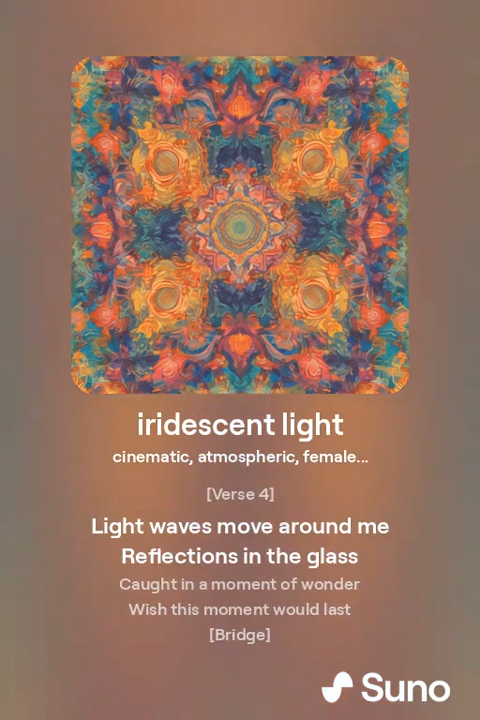 iridescent light
cinematic, atmospheric, female...
[Verse 4]
Light waves move around me
Reflections in the glass
Caught in a moment of wonder
Wish this moment would last
[Bridge]
Suno